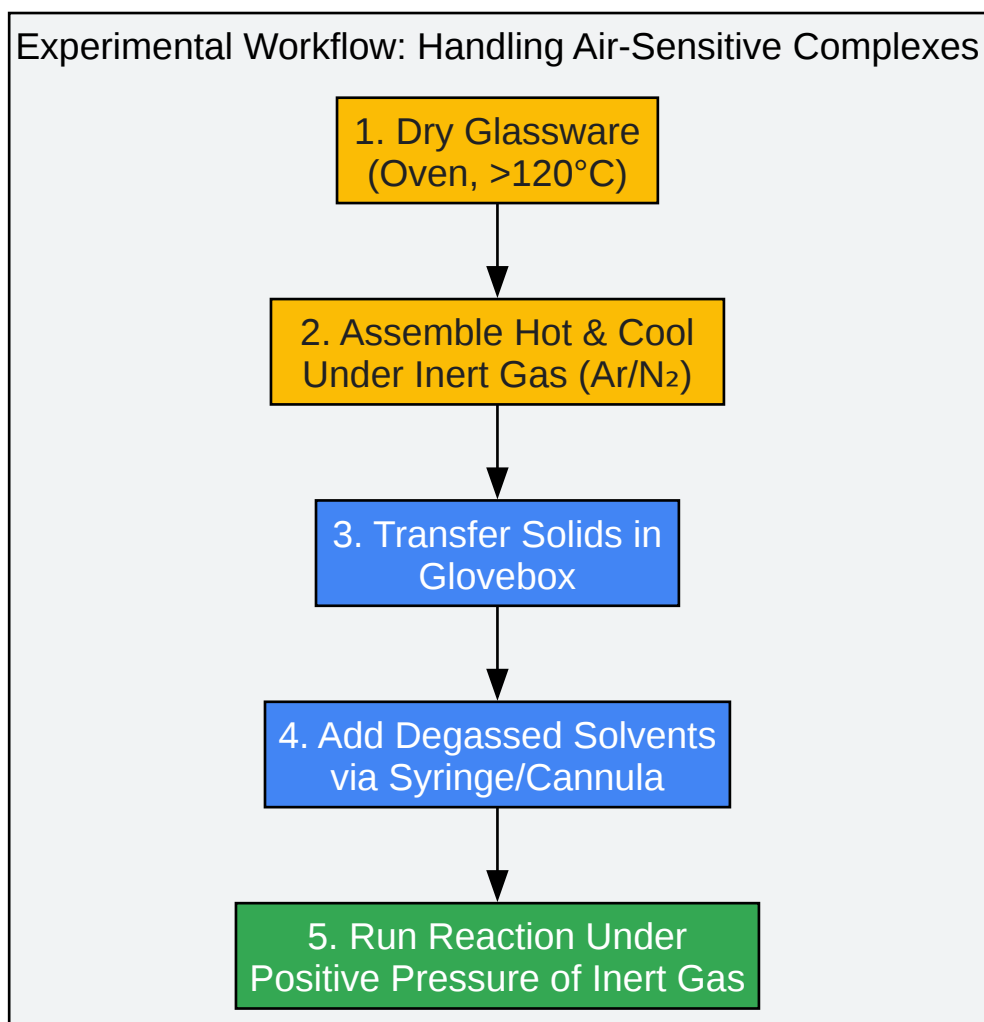 Experimental Workflow: Handling Air-Sensitive Complexes
1. Dry Glassware
(Oven, >120°C)
2. Assemble Hot & Cool
Under Inert Gas (Ar/N₂)
3. Transfer Solids in
Glovebox
4. Add Degassed Solvents
via Syringe/Cannula
5. Run Reaction Under
Positive Pressure of Inert Gas